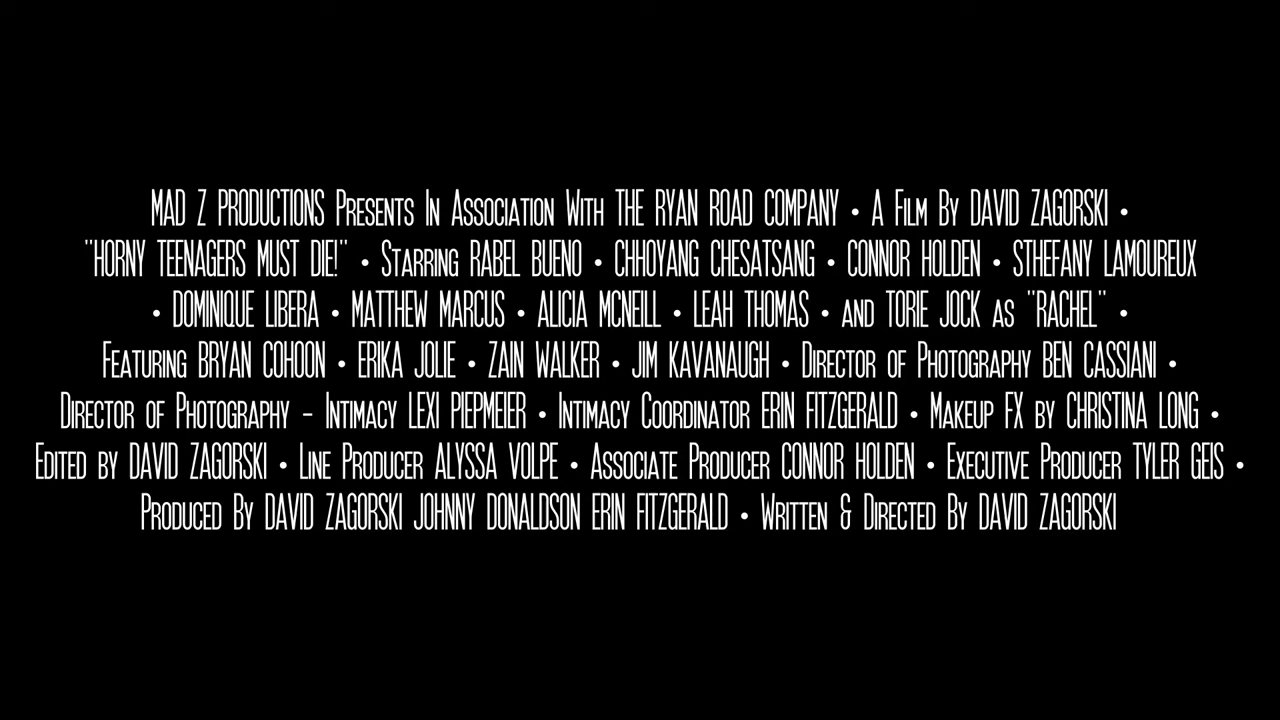 MAD Z PRODUCTIONS Presents In Association With THE RYAN ROAD COMPANY • A Film By DAVID ZAGORSKI •
"HORNY TEENAGERS MUST DIE!" • Starring RABEL BUENO • CHHOYANG CHESATSANG • CONNOR HOLDEN • STHEFANY LAMOUREUX
• DOMINIQUE LIBERA • MATTHEW MARCUS • ALICIA MCNEILL • LEAH THOMAS • and TORIE JOCK as "RACHEL" •
Featuring BRYAN COHOON • ERIKA JOLIE • ZAIN WALKER • JIM KAVANAUGH • Director of Photography BEN CASSIANI •
Director of Photography - Intimacy LEXI PIEPMEIER • Intimacy Coordinator ERIN FITZGERALD • Makeup FX by CHRISTINA LONG •
Edited by DAVID ZAGORSKI • Line Producer ALYSSA VOLPE • Associate Producer CONNOR HOLDEN • Executive Producer TYLER GEIS •
Produced By DAVID ZAGORSKI JOHNNY DONALDSON ERIN FITZGERALD • Written & Directed By DAVID ZAGORSKI